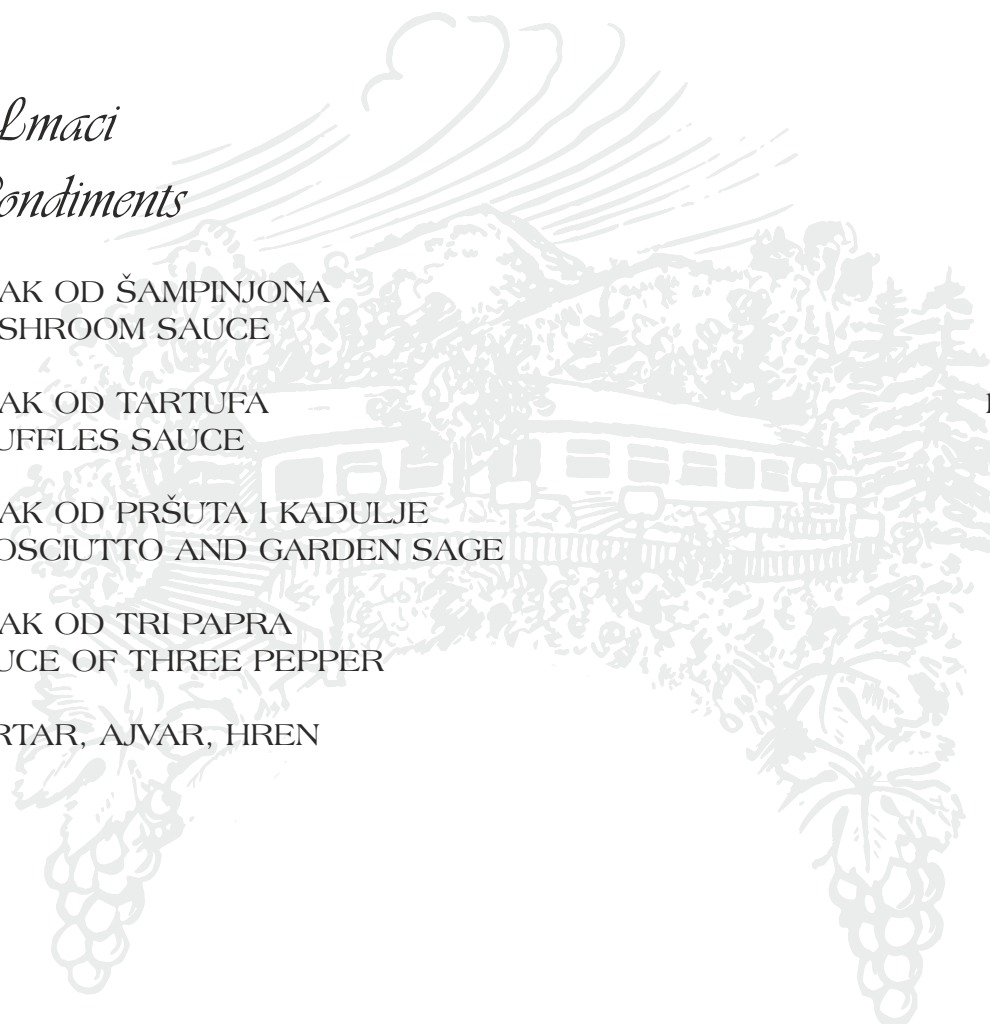 Lmaci
ondiments
AK OD ŠAMPINJONA
SHROOM SAUCE
AK OD TARTUFA
UFFLES SAUCE
AK OD PRŠUTA I KADULJE
OSCIUTTO AND GARDEN SAGE
AK OD TRI PAPRA
UCE OF THREE PEPPER
RTAR, AJVAR, HREN